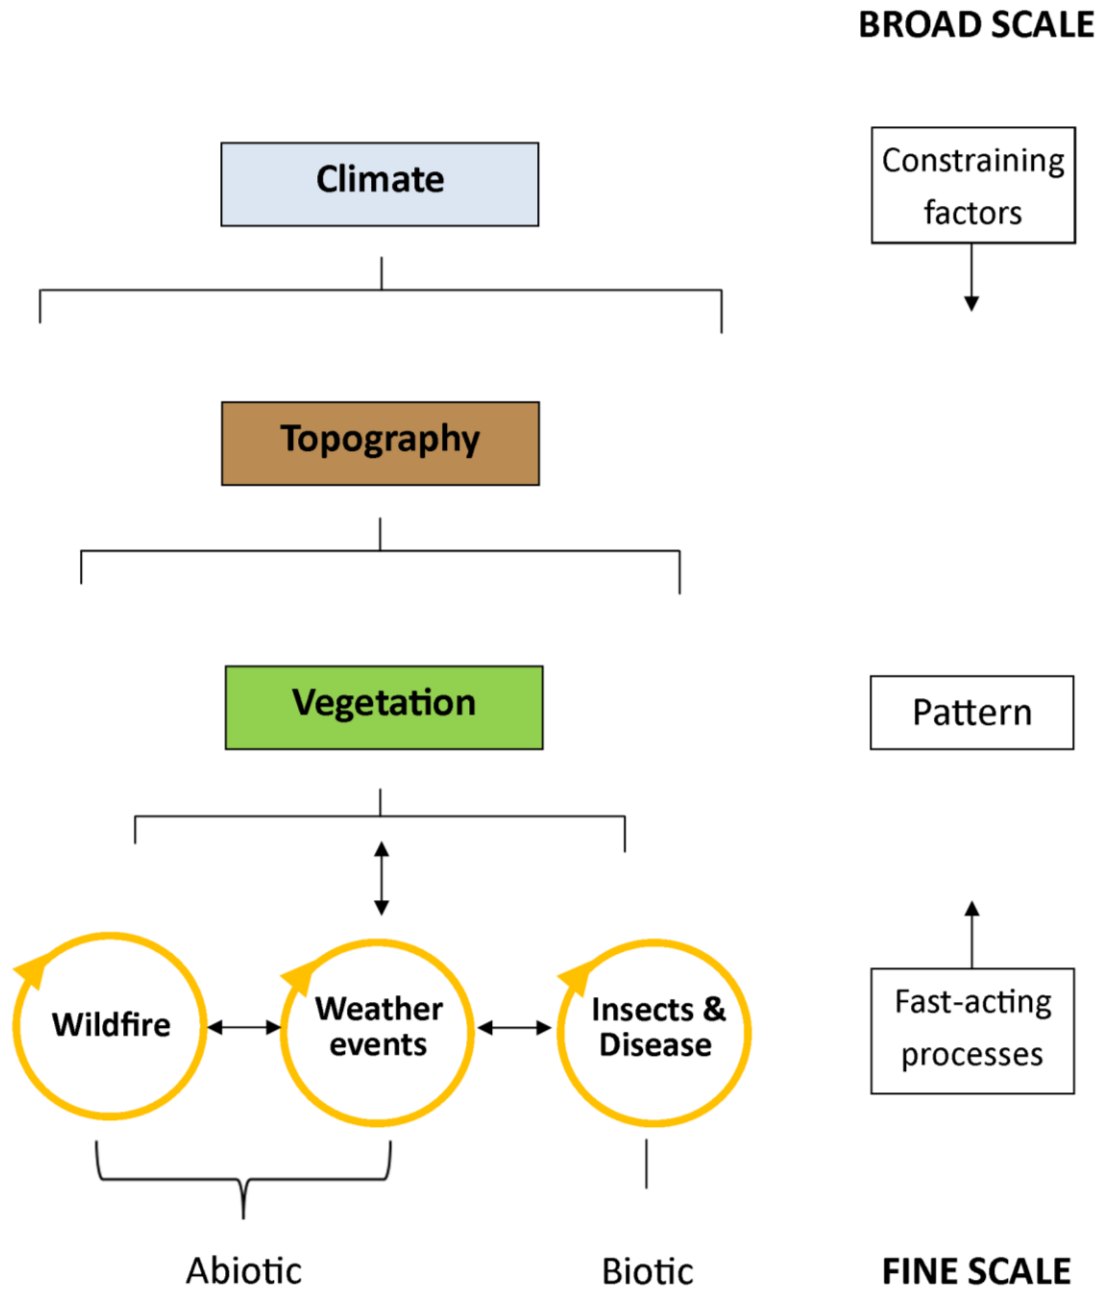 BROAD SCALE
Climate
Constraining
factors
Topography
Vegetation
Pattern
Wildfire
Weather
events
Insects &
Disease
Fast-acting
processes
Abiotic
Biotic
FINE SCALE